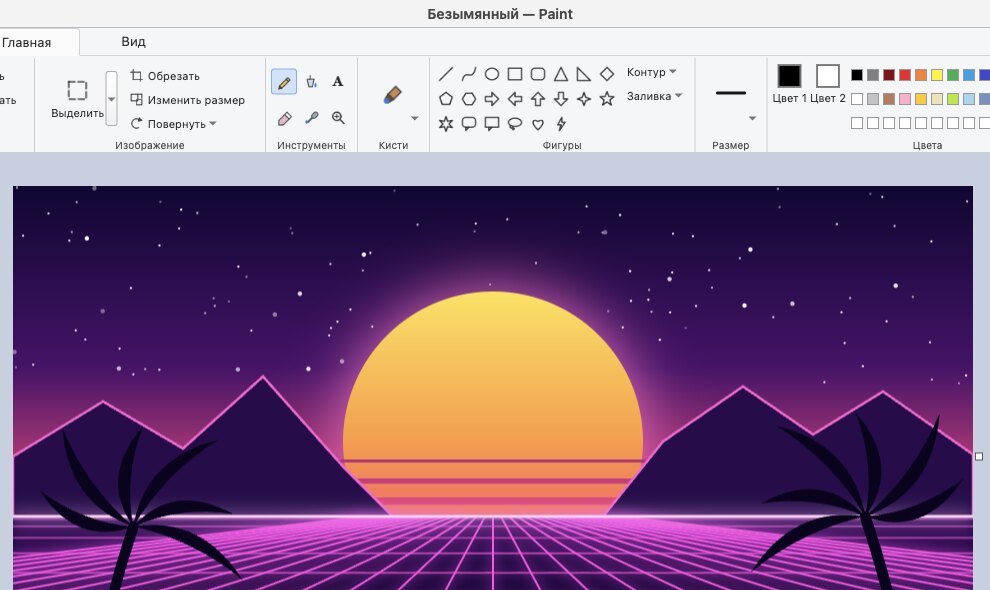 Безымянный — Paint
Главная
Вид
Выделить
Обрезать
Изменить размер
Повернуть
Изображение
A
Инструменты
Кисти
Контур
Заливка
Фигуры
Размер
Цвет 1 Цвет 2
Цвета